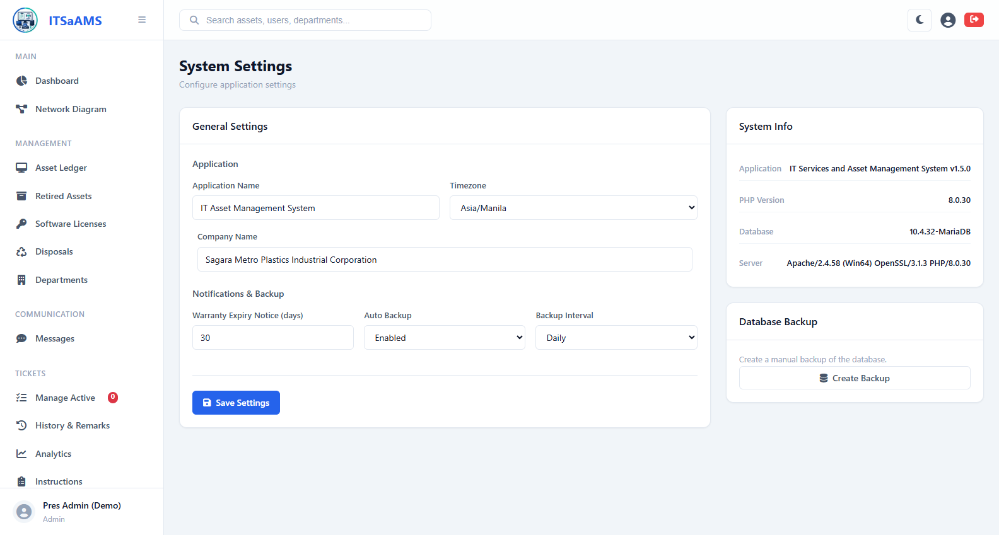 ITSaAMS
Search assets, users, departments...
MAIN
Dashboard
Network Diagram
MANAGEMENT
Asset Ledger
Retired Assets
Software Licenses
Disposals
Departments
COMMUNICATION
Messages
TICKETS
Manage Active 0
History & Remarks
Analytics
Instructions
Pres Admin (Demo)
Admin
System Settings
Configure application settings
General Settings
Application
Application Name
IT Asset Management System
Timezone
Asia/Manila
Company Name
Sagara Metro Plastics Industrial Corporation
Notifications & Backup
Warranty Expiry Notice (days)
30
Auto Backup
Enabled
Backup Interval
Daily
Save Settings
System Info
Application IT Services and Asset Management System v1.5.0
PHP Version 8.0.30
Database 10.4.32-MariaDB
Server Apache/2.4.58 (Win64) OpenSSL/3.1.3 PHP/8.0.30
Database Backup
Create a manual backup of the database.
Create Backup